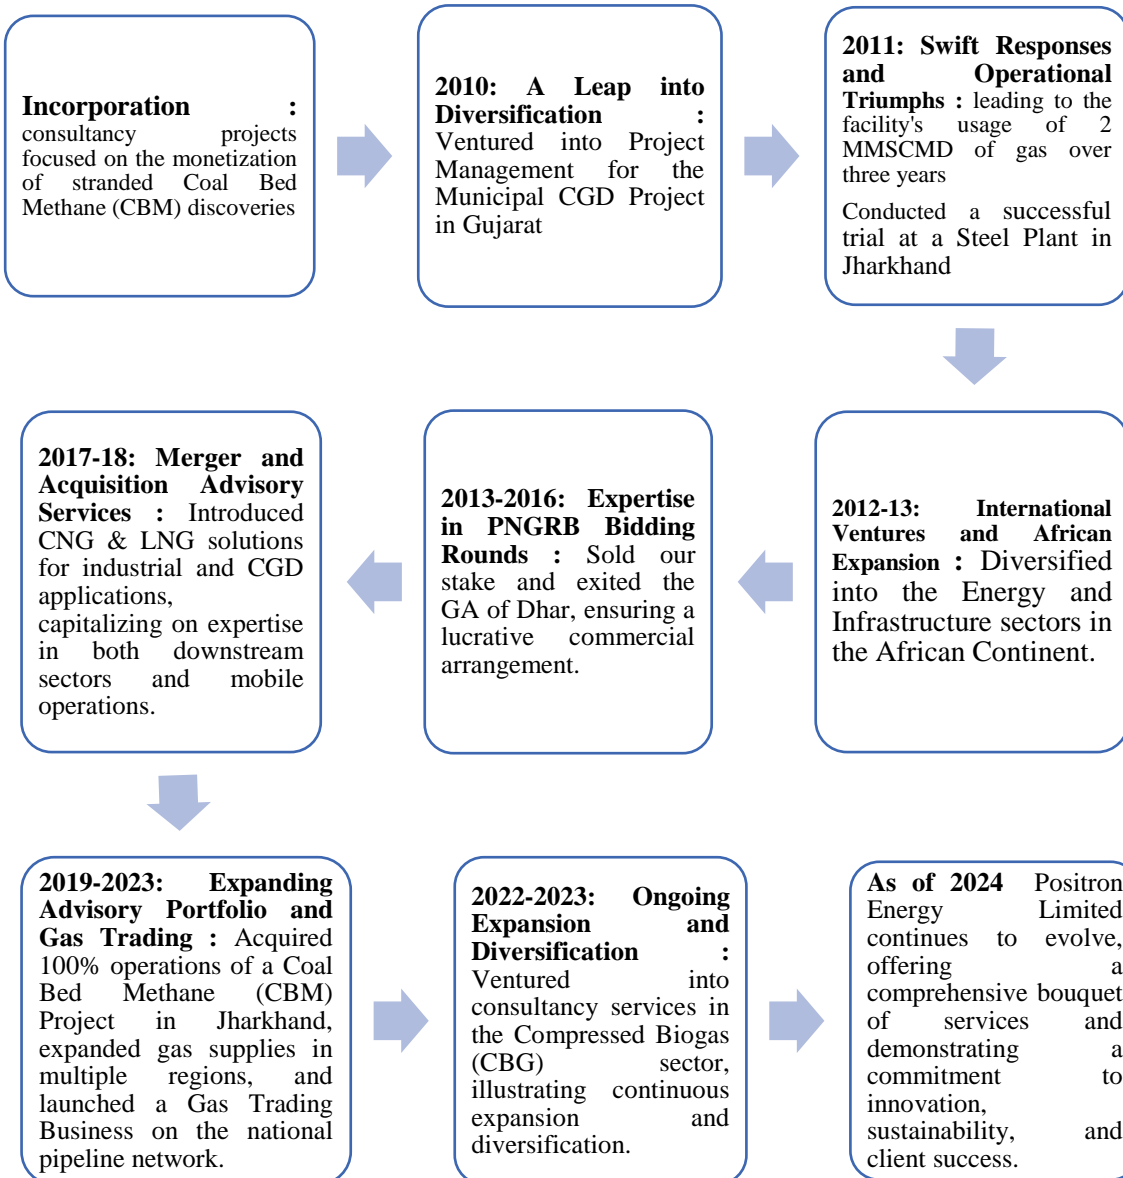 Incorporation :
consultancy projects
focused on the monetization
of stranded Coal Bed
Methane (CBM) discoveries
2010: A Leap into
Diversification :
Ventured into Project
Management for the
Municipal CGD Project
in Gujarat
2011: Swift Responses
and Operational
Triumphs : leading to the
facility's usage of 2
MMSCMD of gas over
three years
Conducted a successful
trial at a Steel Plant in
Jharkhand
2012-13: International
Ventures and African
Expansion : Diversified
into the Energy and
Infrastructure sectors in
the African Continent.
2013-2016: Expertise
in PNGRB Bidding
Rounds : Sold our
stake and exited the
GA of Dhar, ensuring a
lucrative commercial
arrangement.
2017-18: Merger and
Acquisition Advisory
Services : Introduced
CNG & LNG solutions
for industrial and CGD
applications,
capitalizing on expertise
in both downstream
sectors and mobile
operations.
2019-2023: Expanding
Advisory Portfolio and
Gas Trading : Acquired
100% operations of a Coal
Bed Methane (CBM)
Project in Jharkhand,
expanded gas supplies in
multiple regions, and
launched a Gas Trading
Business on the national
pipeline network.
2022-2023: Ongoing
Expansion and
Diversification :
Ventured into
consultancy services in
the Compressed Biogas
(CBG) sector,
illustrating continuous
expansion and
diversification.
As of 2024 Positron
Energy Limited
continues to evolve,
offering a
comprehensive bouquet
of services and
demonstrating a
commitment to
innovation,
sustainability, and
client success.